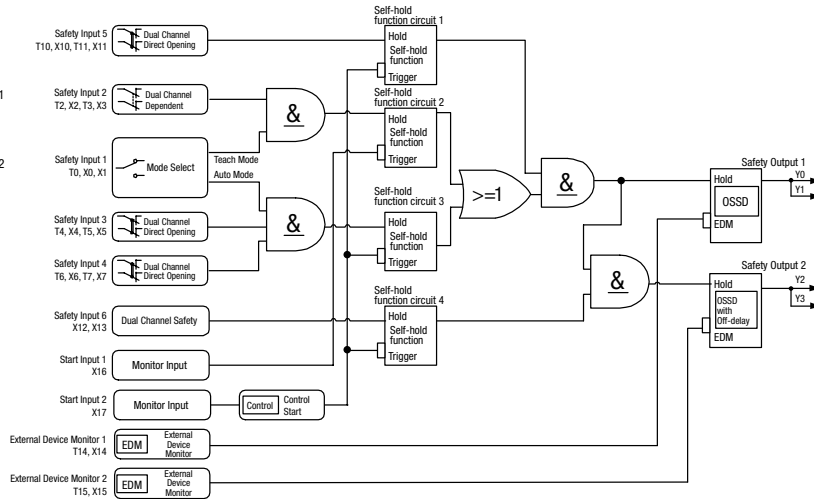 Self-hold
function circuit 1
Safety Input 5
T10, X10, T11, X11
Dual Channel
Direct Opening
Hold
Self-hold
function
Trigger
1
Safety Input 2
T2, X2, T3, X3
Dual Channel
Dependent
&
Self-hold
function circuit 2
Hold
Self-hold
function
Trigger
2
Safety Input 1
T0, X0, X1
Mode Select
Teach Mode
Auto Mode
>=1
&
Safety Output 1
Hold
OSSD
EDM
Y0
Y1
Safety Input 3
T4, X4, T5, X5
Dual Channel
Direct Opening
&
Self-hold
function circuit 3
Hold
Self-hold
function
Trigger
Safety Input 4
T6, X6, T7, X7
Dual Channel
Direct Opening
&
Safety Output 2
Hold
OSSD
with
Off-delay
EDM
Y2
Y3
Self-hold
function circuit 4
Safety Input 6
X12, X13
Dual Channel Safety
Hold
Self-hold
function
Trigger
Start Input 1
X16
Monitor Input
Start Input 2
X17
Monitor Input
Control
Control
Start
External Device Monitor 1
T14, X14
EDM
External
Device
Monitor
External Device Monitor 2
T15, X15
EDM
External
Device
Monitor